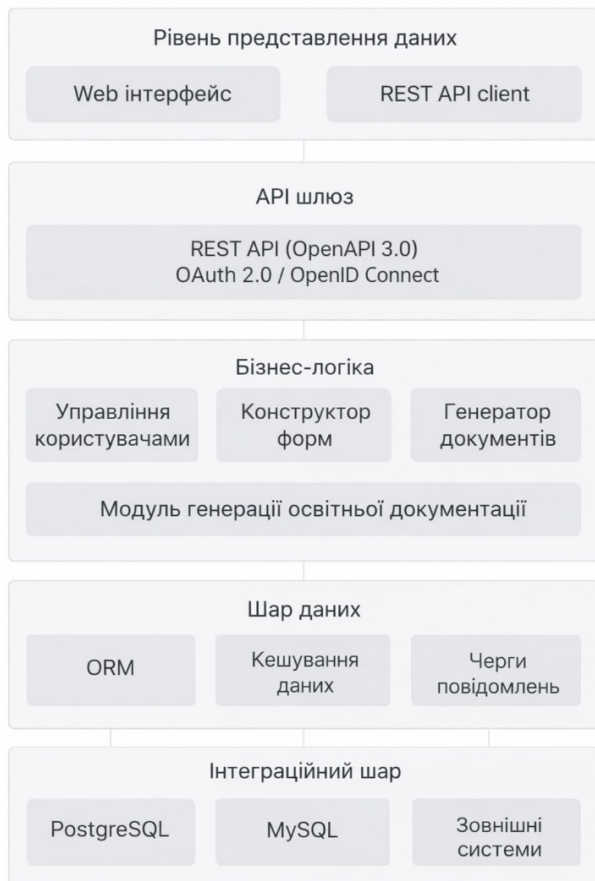 Рівень представлення даних
Web інтерфейс
REST API client
API шлюз
REST API (OpenAPI 3.0)
OAuth 2.0 / OpenID Connect
Бізнес-логіка
Управління
користувачами
Конструктор
форм
Генератор
документів
Модуль генерації освітньої документації
Шар даних
ORM
Кешування
даних
Черги
повідомлень
Інтеграційний шар
PostgreSQL
MySQL
Зовнішні
системи